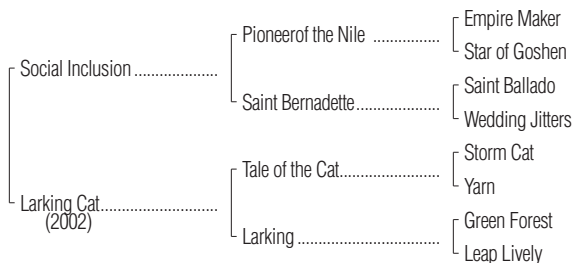 Empire Maker
Pioneerof the Nile ................
Star of Goshen
Social Inclusion ....................
Saint Ballado
Saint Bernadette....................
Wedding Jitters
Storm Cat
Tale of the Cat........................
Yarn
Larking Cat............................
(2002)
Green Forest
Larking ..................................
Leap Lively